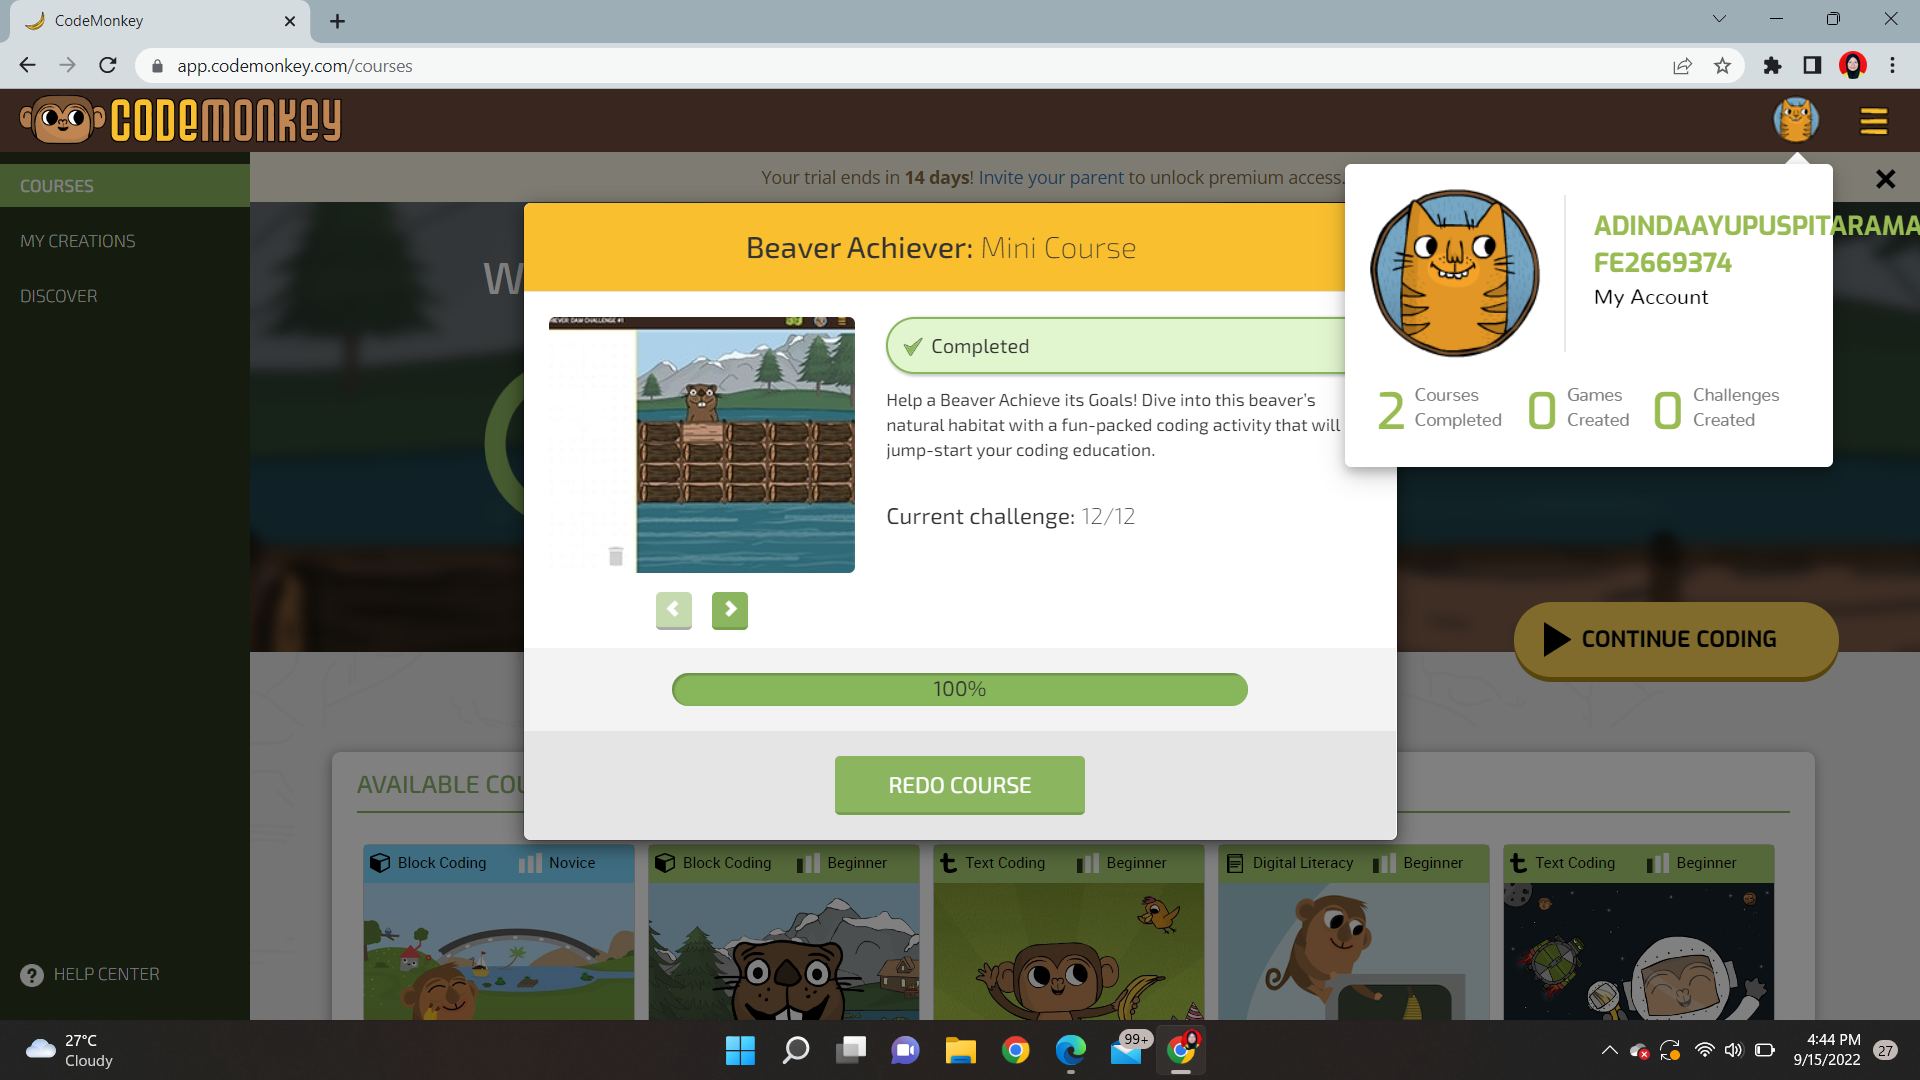 CodeMonkey
app.codemonkey.com/courses
CODEMONKEY
COURSES
MY CREATIONS
DISCOVER
HELP CENTER
Your trial ends in 14 days! Invite your parent to unlock premium access.
W
Beaver Achiever: Mini Course
Completed
Help a Beaver Achieve its Goals! Dive into this beaver's
natural habitat with a fun-packed coding activity that will
jump-start your coding education.
Current challenge: 12/12
100%
REDO COURSE
ADINDAAYUPUSPITARAMA
FE2669374
My Account
2 Courses Completed
0 Games Created
0 Challenges Created
CONTINUE CODING
AVAILABLE COU
Block Coding Novice
Block Coding Beginner
Text Coding Beginner
Digital Literacy Beginner
Text Coding Beginner
27°C
Cloudy
99+
4:44 PM
9/15/2022
27